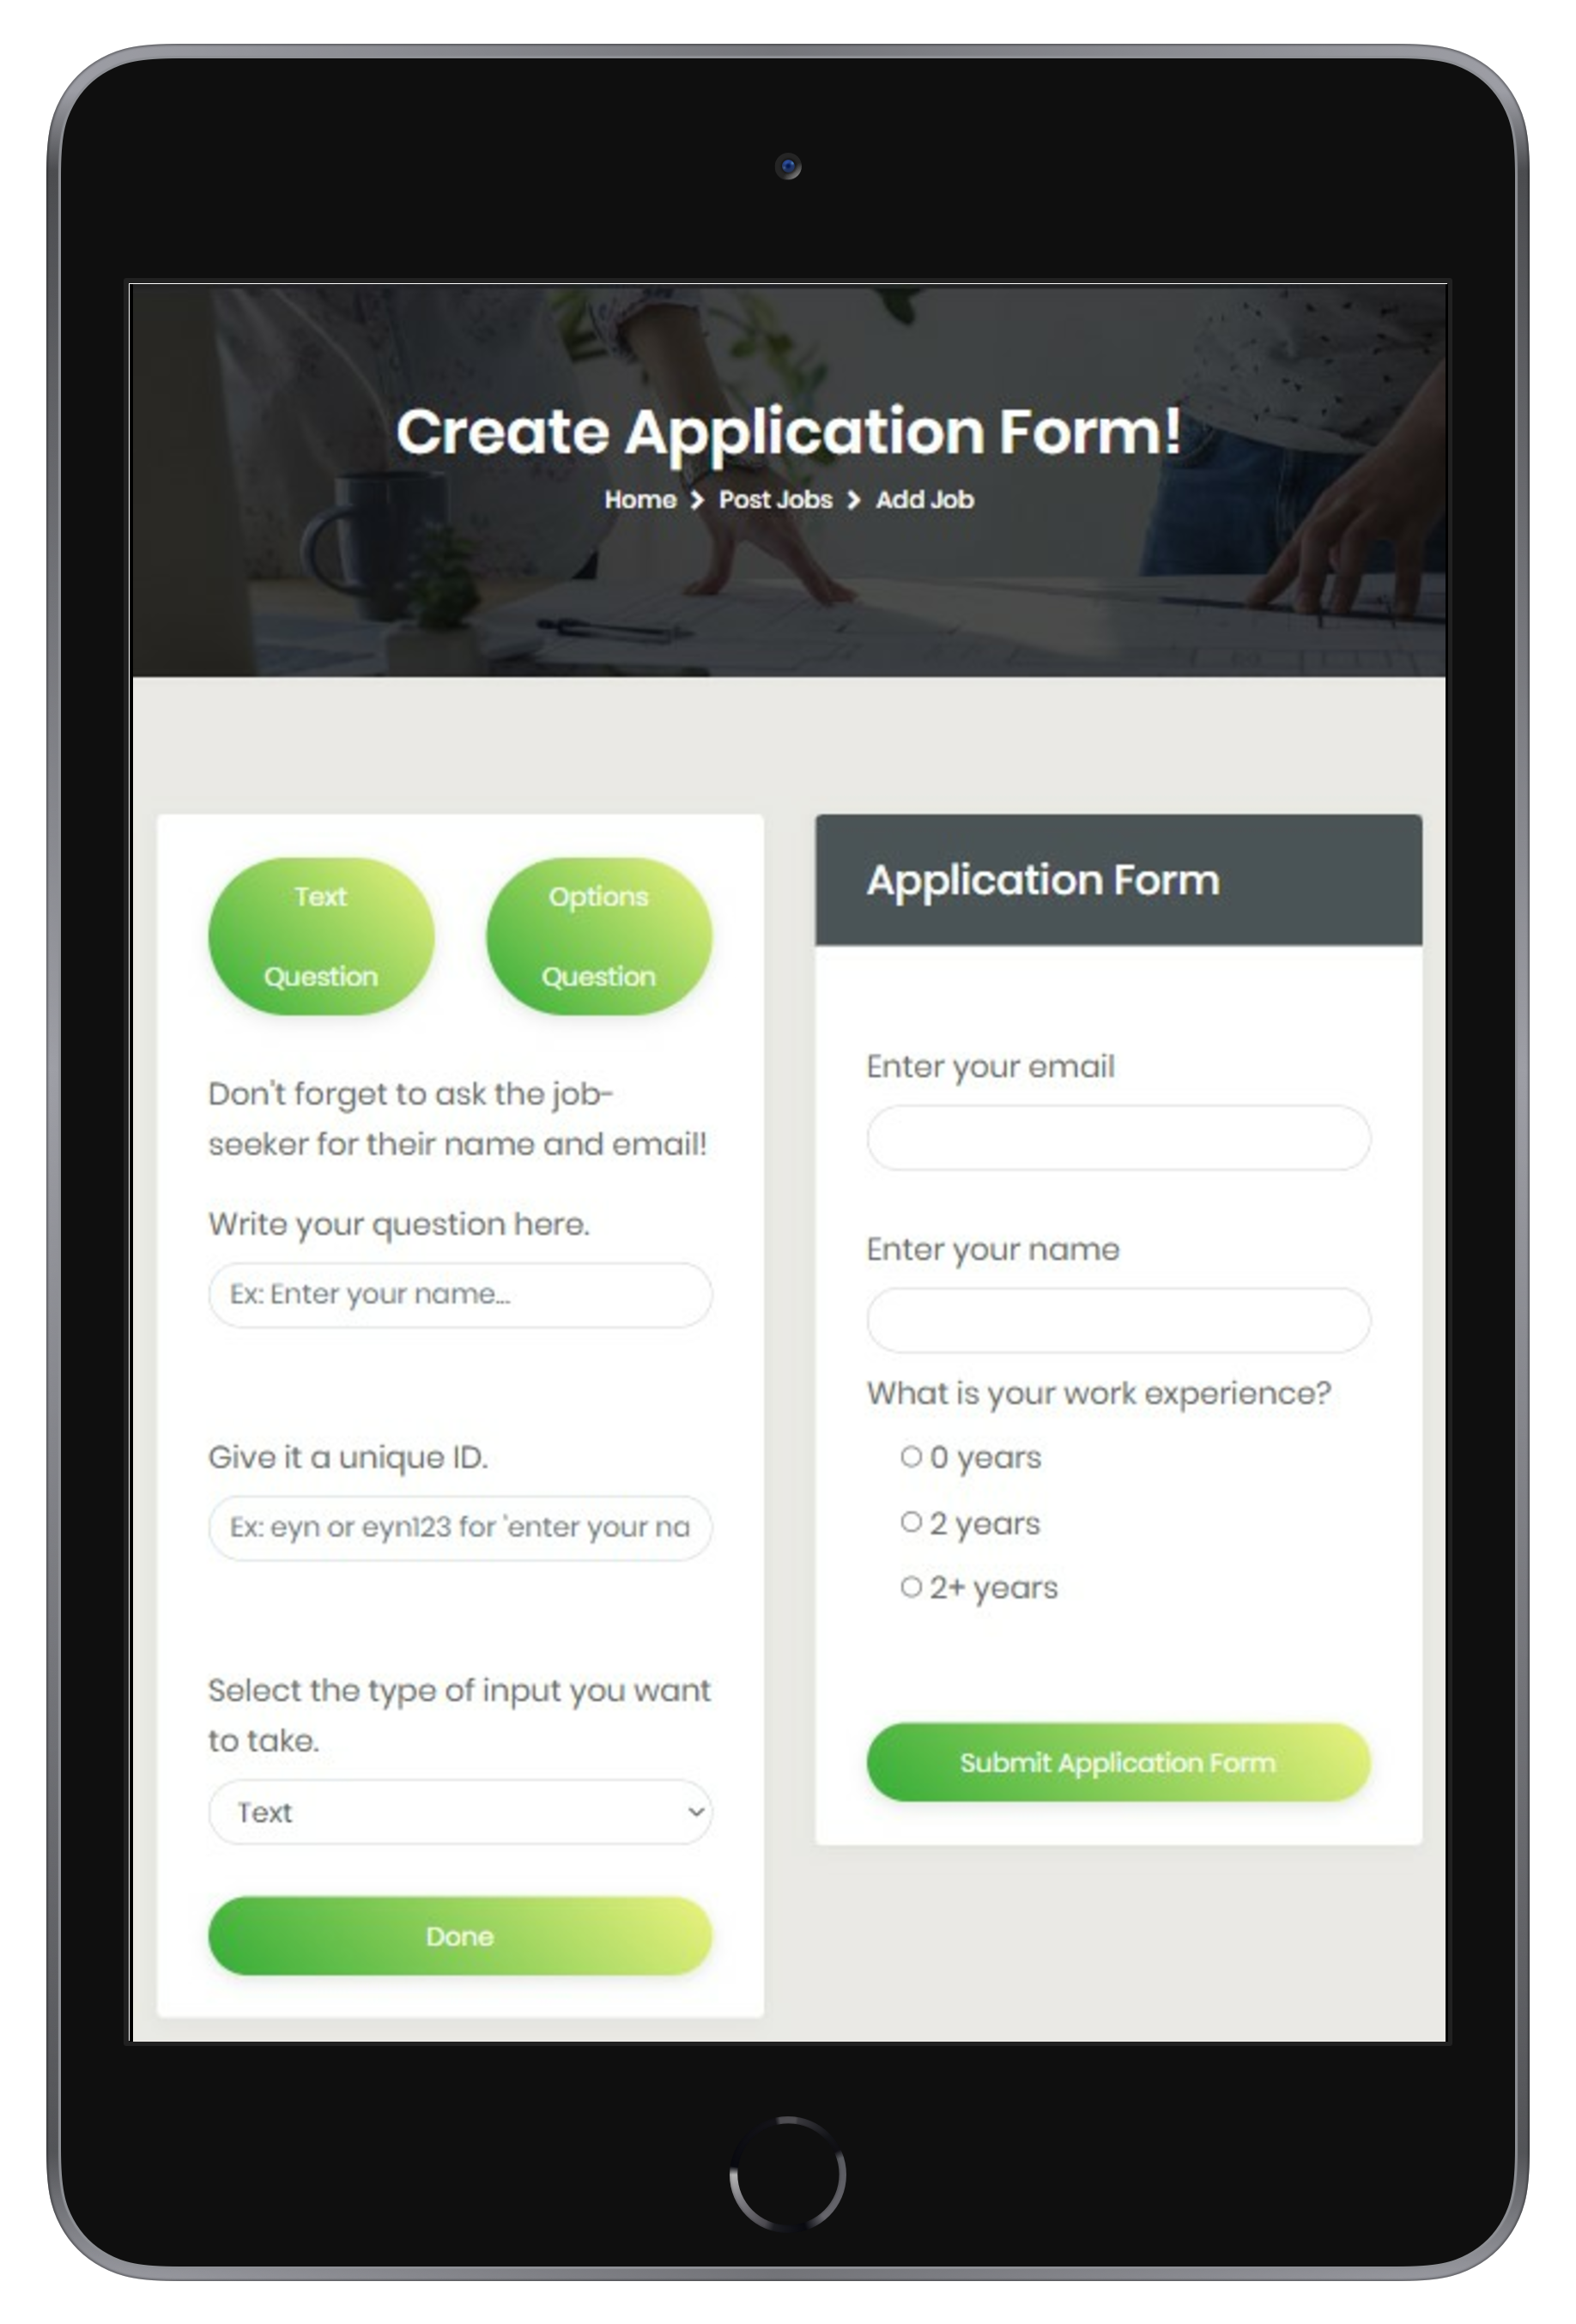 Create Application Form!
Home > Post Jobs > Add Job
Text
Question
Options
Question
Don't forget to ask the job-
seeker for their name and email!
Write your question here.
Ex: Enter your name...
Give it a unique ID.
Ex: eyn or eyn123 for 'enter your na
Select the type of input you want
to take.
Text
Done
Application Form
Enter your email
Enter your name
What is your work experience?
0 years
2 years
2+ years
Submit Application Form